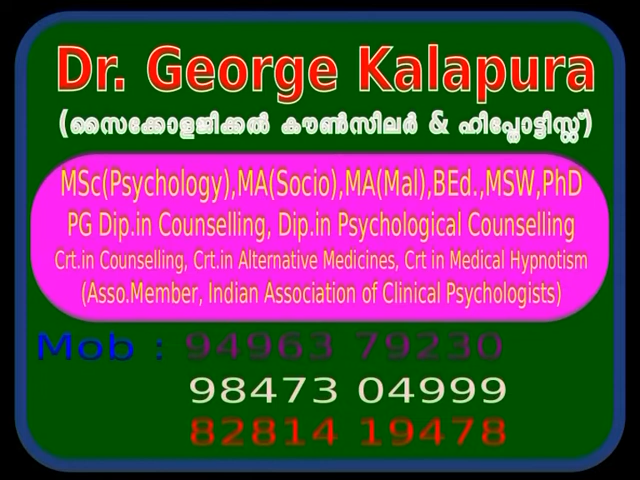 Dr. George Kalapura
(സൈക്കോളജിക്കൽ കൗൺസിലർ & ഹിപ്നോട്ടിസ്റ്റ്)
MSc(Psychology),MA(Socio),MA(Mal),BEd.,MSW,PhD
PG Dip.in Counselling, Dip.in Psychological Counselling
Crt.in Counselling, Crt.in Alternative Medicines, Crt in Medical Hypnotism
(Asso.Member, Indian Association of Clinical Psychologists)
Mob : 94963 79230
98473 04999
82814 19478